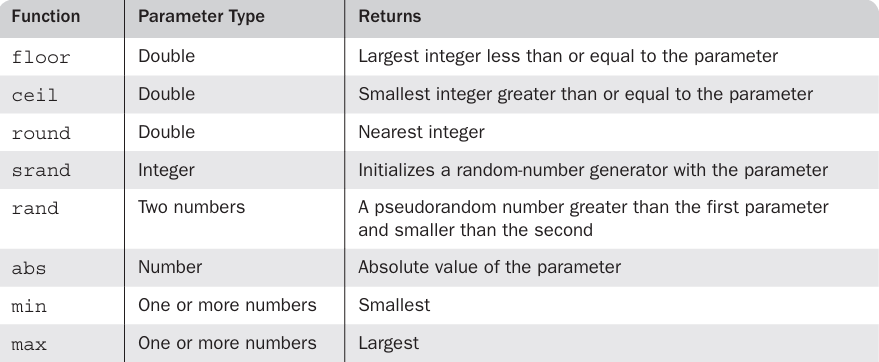 Function Parameter Type Returns
floor Double Largest integer less than or equal to the parameter
ceil Double Smallest integer greater than or equal to the parameter
round Double Nearest integer
srand Integer Initializes a random-number generator with the parameter
rand Two numbers A pseudorandom number greater than the first parameter
and smaller than the second
abs Number Absolute value of the parameter
min One or more numbers Smallest
max One or more numbers Largest